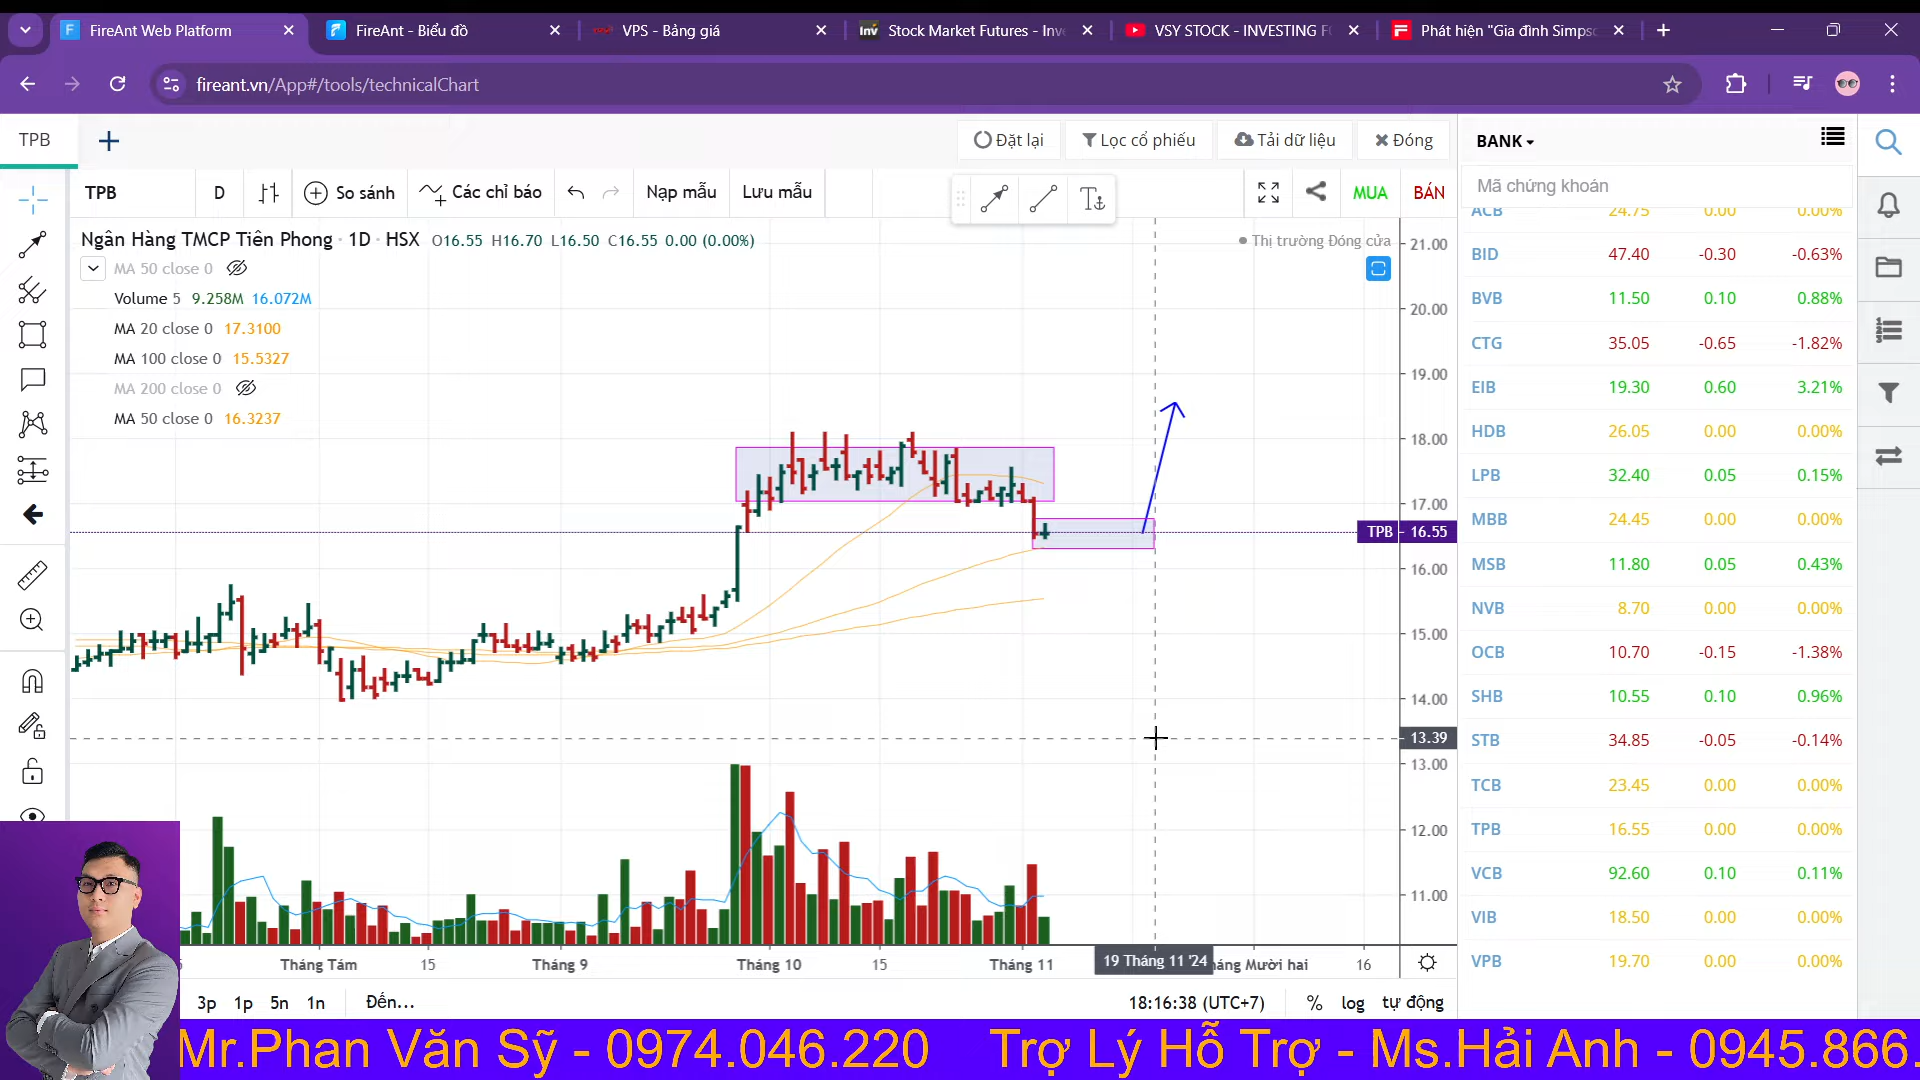 FireAnt Web Platform
FireAnt - Biểu đồ
VPS - Bảng giá
Stock Market Futures - Inve
VSY STOCK - INVESTING F
Phát hiện "Gia đình Simps
fireant.vn/App#/tools/technicalChart
TPB
Đặt lại
Lọc cổ phiếu
Tải dữ liệu
Đóng
BANK
TPB
D
So sánh
Các chỉ báo
Nạp mẫu
Lưu mẫu
MUA
BÁN
Mã chứng khoán
Ngân Hàng TMCP Tiên Phong · 1D · HSX O16.55 H16.70 L16.50 C16.55 0.00 (0.00%)
Thị trường Đóng cửa
MA 50 close 0
Volume 5 9.258M 16.072M
MA 20 close 0 17.3100
MA 100 close 0 15.5327
MA 200 close 0
MA 50 close 0 16.3237
21.00
20.00
19.00
18.00
17.00
TPB 16.55
16.00
15.00
14.00
13.39
13.00
12.00
11.00
ACB 24.75 0.00 0.00%
BID 47.40 -0.30 -0.63%
BVB 11.50 0.10 0.88%
CTG 35.05 -0.65 -1.82%
EIB 19.30 0.60 3.21%
HDB 26.05 0.00 0.00%
LPB 32.40 0.05 0.15%
MBB 24.45 0.00 0.00%
MSB 11.80 0.05 0.43%
NVB 8.70 0.00 0.00%
OCB 10.70 -0.15 -1.38%
SHB 10.55 0.10 0.96%
STB 34.85 -0.05 -0.14%
TCB 23.45 0.00 0.00%
TPB 16.55 0.00 0.00%
VCB 92.60 0.10 0.11%
VIB 18.50 0.00 0.00%
VPB 19.70 0.00 0.00%
Tháng Tám
15
Tháng 9
Tháng 10
15
Tháng 11
19 Tháng 11 '24
áng Mười hai
16
3p 1p 5n 1n Đến...
18:16:38 (UTC+7) % log tự động
Mr.Phan Văn Sỹ - 0974.046.220 Trợ Lý Hỗ Trợ - Ms.Hải Anh - 0945.866.